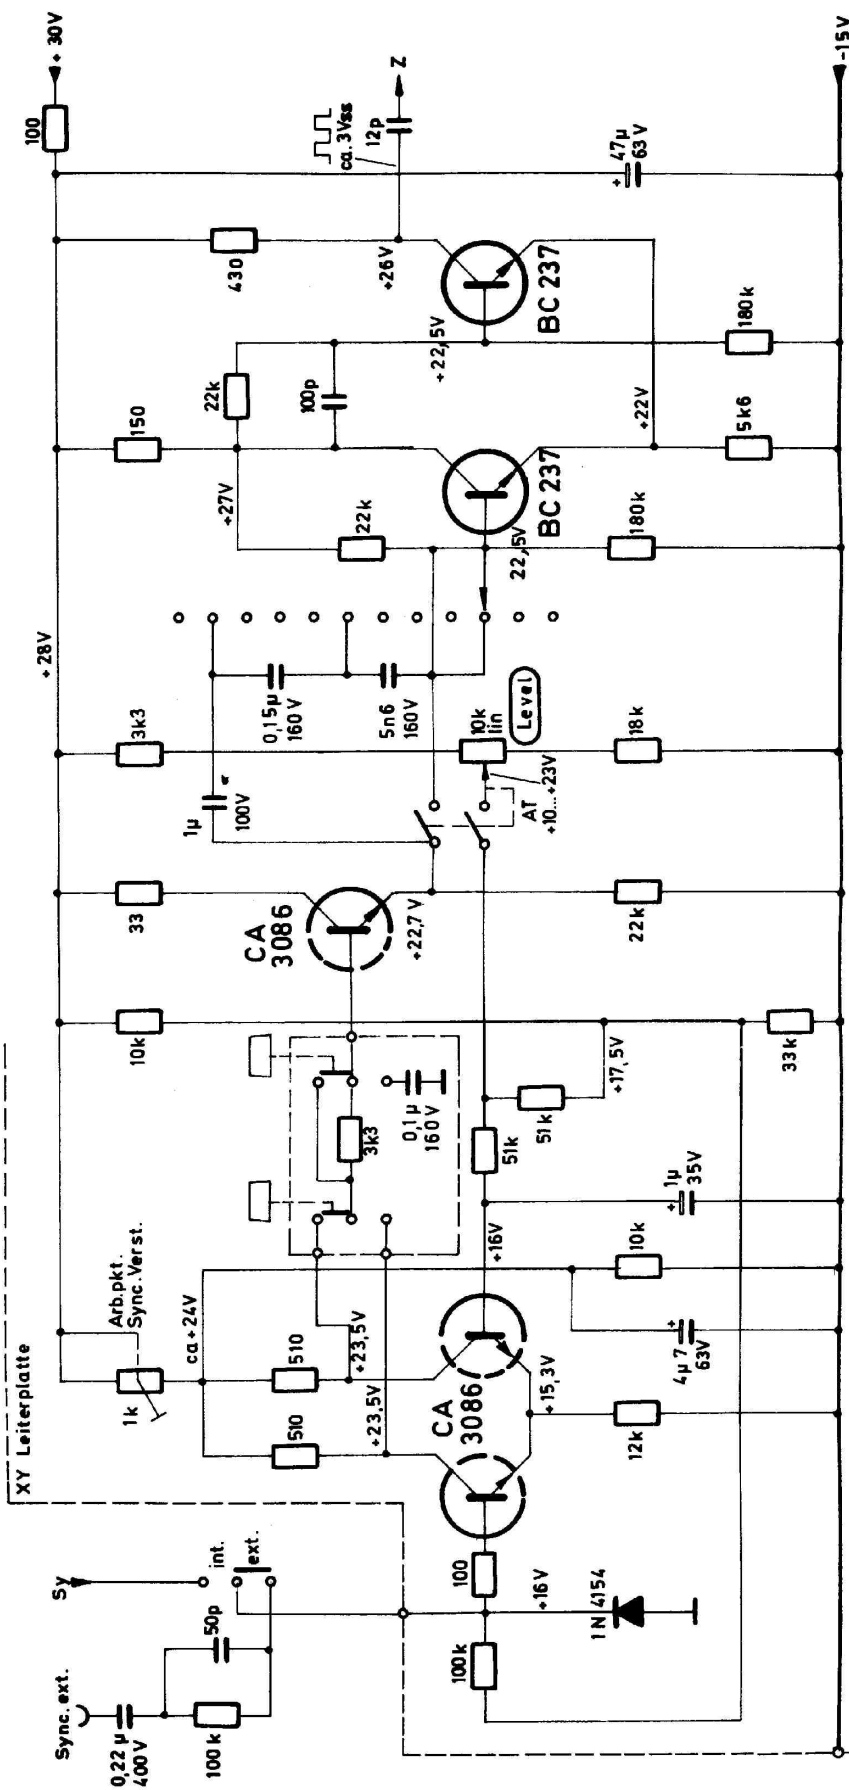 Sync. ext.
0,22 µ
400 V
100 k
50p
Sy
int.
ext.
XY Leiterplatte
1k
Arb.pkt.
Sync.Verst.
ca +24V
510
510
+23,5V
+23,5V
CA
3086
100
100k
+16V
1N 4154
+15,3V
12k
4µ7
63V
10k
+16V
1µ
35V
51k
51k
+17,5V
33k
3k3
0,1µ
160V
10k
33
CA
3086
+22,7V
22k
1µ
100V
3k3
0,15µ
160V
5n6
160V
10k
lin
Level
AT
+10...+23V
18k
+28V
+27V
22k
22,5V
180k
BC 237
150
22k
100p
+22,5V
+22V
5k6
180k
BC 237
430
+26V
ca. 3Vss
12p
Z
47µ
63V
100
+30V
-15V